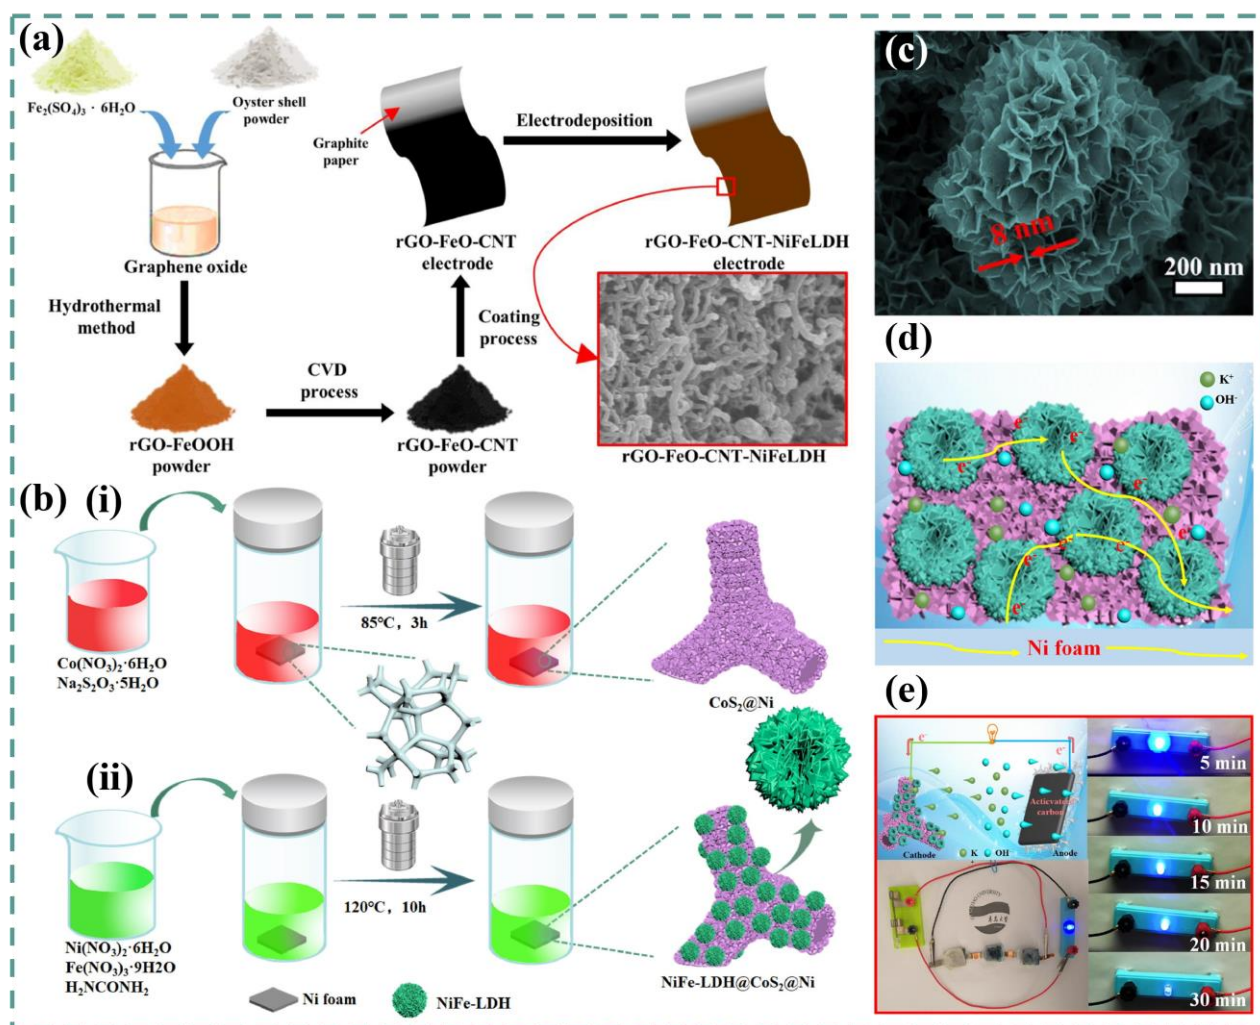 (a)
Fe₂(SO₄)₃ · 6H₂O
Oyster shell
powder
Graphene oxide
Hydrothermal
method
rGO-FeOOH
powder
CVD
process
rGO-FeO-CNT
powder
Coating
process
Graphite
paper
rGO-FeO-CNT
electrode
Electrodeposition
rGO-FeO-CNT-NiFeLDH
electrode
rGO-FeO-CNT-NiFeLDH
(b)
(i)
Co(NO₃)₂·6H₂O
Na₂S₂O₃·5H₂O
85℃, 3h
CoS₂@Ni
(ii)
Ni(NO₃)₂·6H₂O
Fe(NO₃)₃·9H2O
H₂NCONH₂
120℃, 10h
NiFe-LDH@CoS₂@Ni
Ni foam
NiFe-LDH
(c)
8 nm
200 nm
(d)
K⁺
OH⁻
e⁻
e⁻
e⁻
e⁻
e⁻
e⁻
e⁻
e⁻
e⁻
Ni foam
(e)
e⁻
e⁻
Acticvated
carbon
Cathode
K
+
OH
-
Anode
5 min
10 min
15 min
20 min
30 min